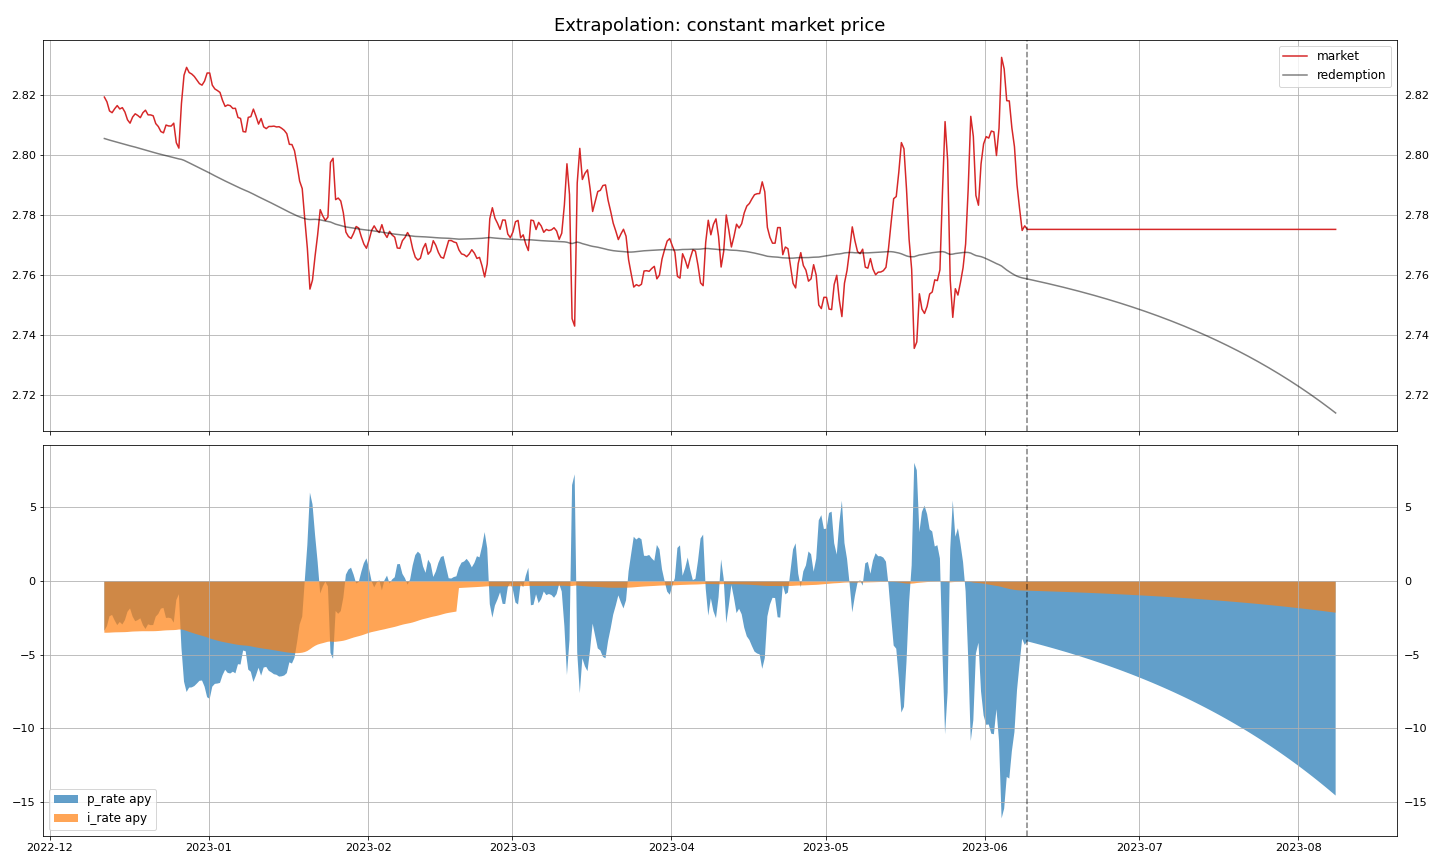 Extrapolation: constant market price
market
redemption
2.82 2.82
2.80 2.80
2.78 2.78
2.76 2.76
2.74 2.74
2.72 2.72
5 5
0 0
−5 −5
−10 −10
−15 −15
p_rate apy
i_rate apy
2022-12 2023-01 2023-02 2023-03 2023-04 2023-05 2023-06 2023-07 2023-08